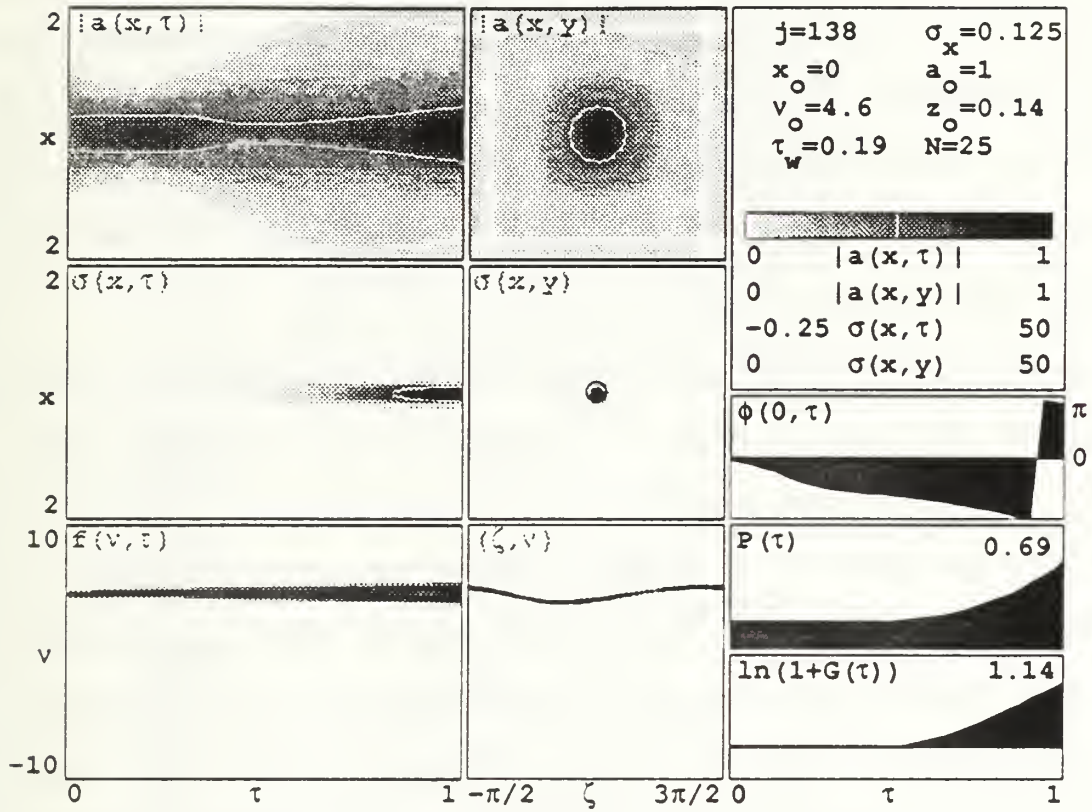 2 |a(x,τ)|
x
2
|a(x,y)|
j=138 σx=0.125
xo=0 ao=1
νo=4.6 zo=0.14
τw=0.19 N=25
0 |a(x,τ)| 1
0 |a(x,y)| 1
-0.25 σ(x,τ) 50
0 σ(x,y) 50
2 σ(x,τ)
x
2
σ(x,y)
ϕ(0,τ) π
0
10 f(ν,τ)
ν
-10
0 τ 1
(ζ,ν)
-π/2 ζ 3π/2
P(τ) 0.69
ln(1+G(τ)) 1.14
0 τ 1